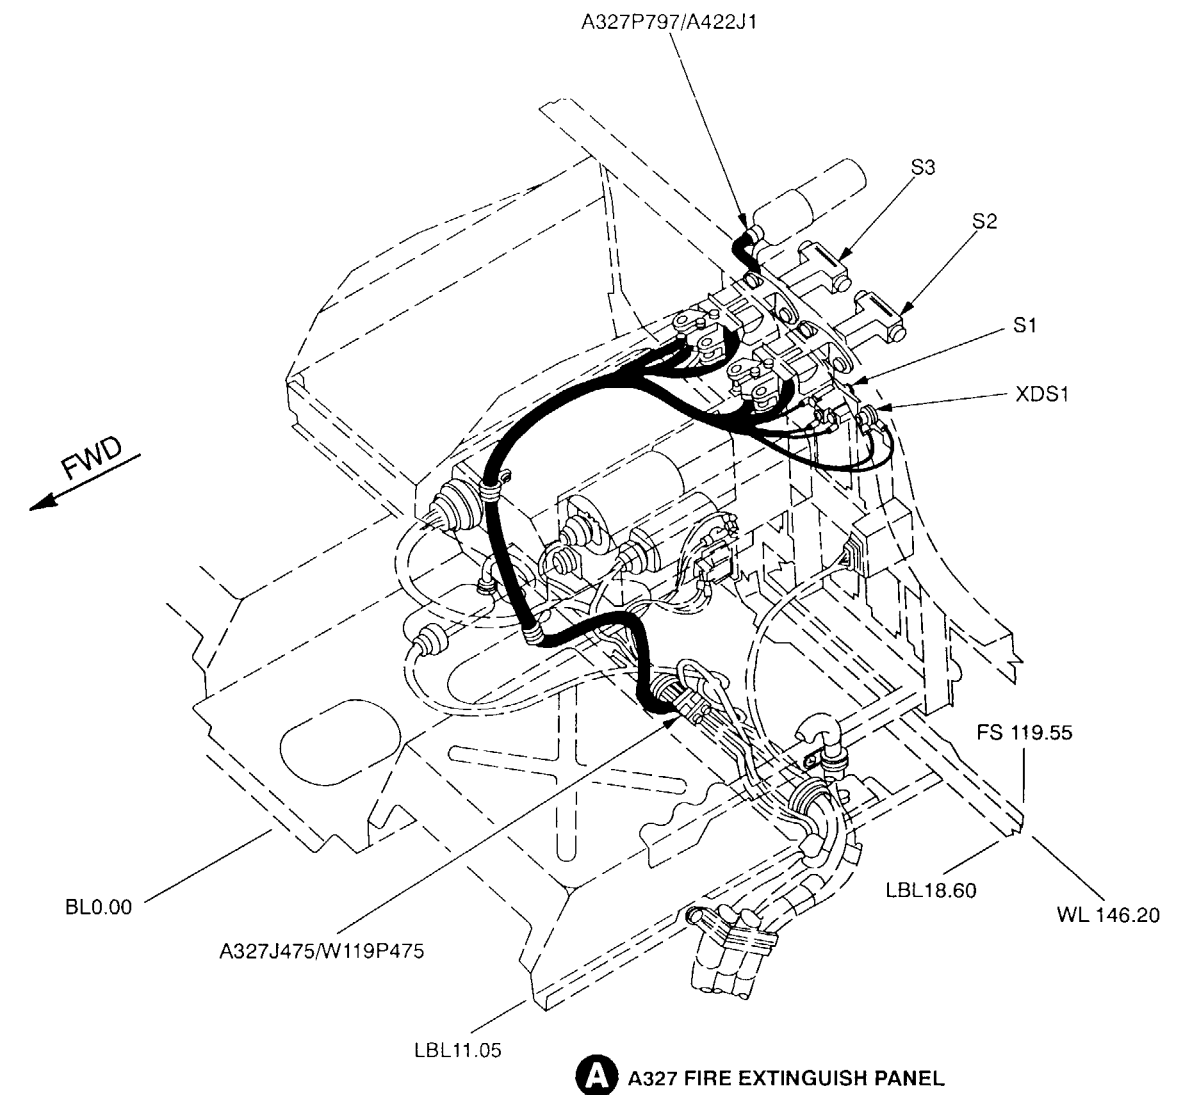 A327P797/A422J1
S3
S2
S1
XDS1
FWD
FS 119.55
BL0.00
LBL18.60
WL 146.20
A327J475/W119P475
LBL11.05
A A327 FIRE EXTINGUISH PANEL